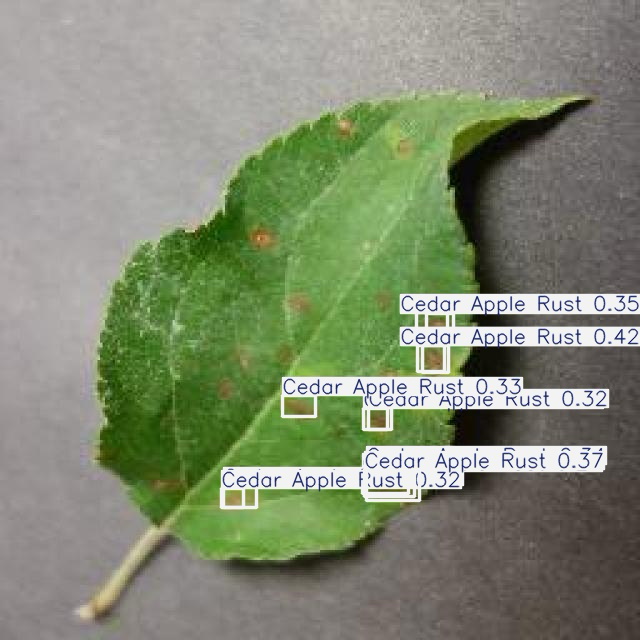 Cedar Apple Rust 0.35
Cedar Apple Rust 0.42
Cedar Apple Rust 0.33
Cedar Apple Rust 0.32
Cedar Apple Rust 0.37
Cedar Apple Rust 0.32